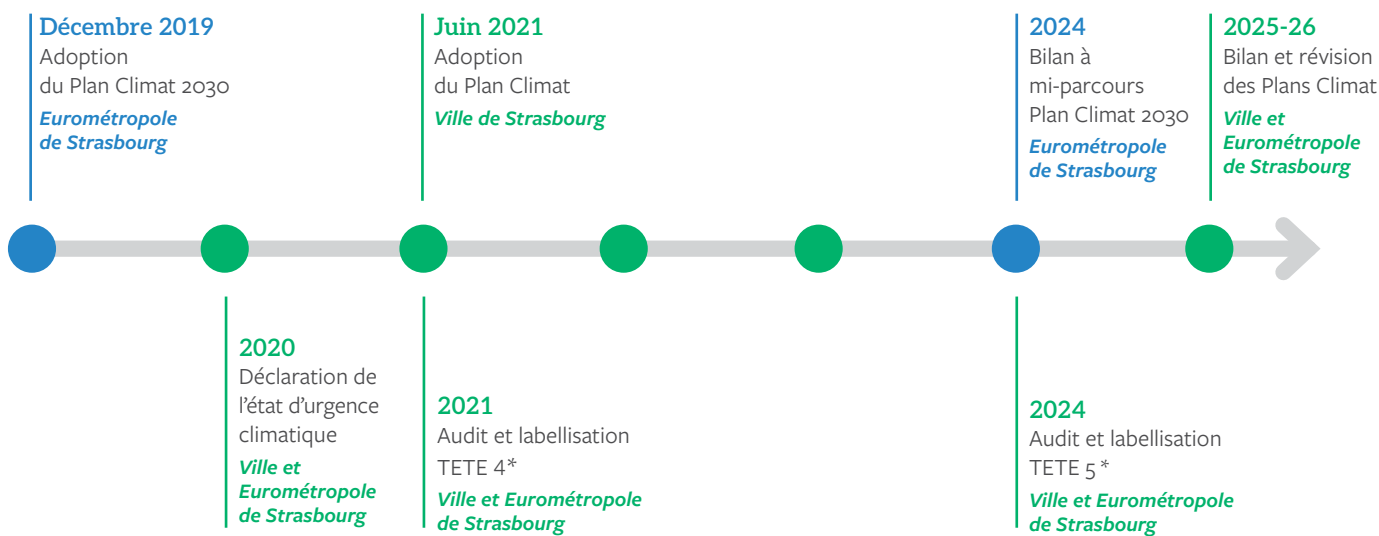 Décembre 2019
Adoption
du Plan Climat 2030
Eurométropole
de Strasbourg
Juin 2021
Adoption
du Plan Climat
Ville de Strasbourg
2024
Bilan à
mi-parcours
Plan Climat 2030
Eurométropole
de Strasbourg
2025-26
Bilan et révision
des Plans Climat
Ville et
Eurométropole
de Strasbourg
2020
Déclaration de
l’état d’urgence
climatique
Ville et
Eurométropole
de Strasbourg
2021
Audit et labellisation
TETE 4*
Ville et Eurométropole
de Strasbourg
2024
Audit et labellisation
TETE 5 *
Ville et Eurométropole
de Strasbourg